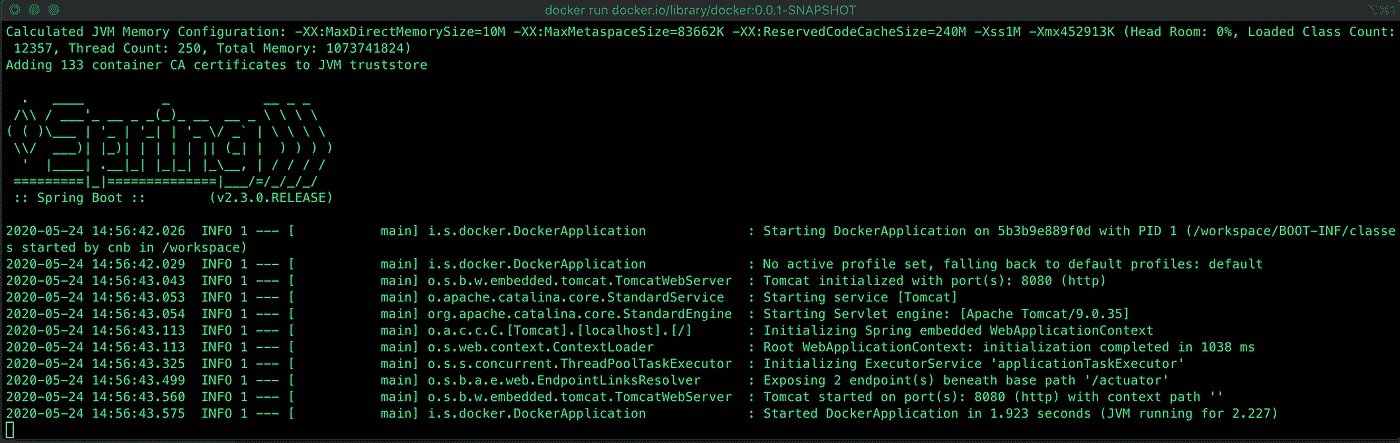 docker run docker.io/library/docker:0.0.1-SNAPSHOT
Calculated JVM Memory Configuration: -XX:MaxDirectMemorySize=10M -XX:MaxMetaspaceSize=83662K -XX:ReservedCodeCacheSize=240M -Xss1M -Xmx452913K (Head Room: 0%, Loaded Class Count:
12357, Thread Count: 250, Total Memory: 1073741824)
Adding 133 container CA certificates to JVM truststore
  .   ____          _            __ _ _
 /\\ / ___'_ __ _ _(_)_ __  __ _ \ \ \ \
( ( )\___ | '_ | '_| | '_ \/ _` | \ \ \ \
 \\/  ___)| |_)| | | | | || (_| |  ) ) ) )
  '  |____| .__|_| |_|_| |_\__, | / / / /
 =========|_|==============|___/=/_/_/_/
 :: Spring Boot ::        (v2.3.0.RELEASE)
2020-05-24 14:56:42.026  INFO 1 --- [           main] i.s.docker.DockerApplication             : Starting DockerApplication on 5b3b9e889f0d with PID 1 (/workspace/BOOT-INF/classe
s started by cnb in /workspace)
2020-05-24 14:56:42.029  INFO 1 --- [           main] i.s.docker.DockerApplication             : No active profile set, falling back to default profiles: default
2020-05-24 14:56:43.043  INFO 1 --- [           main] o.s.b.w.embedded.tomcat.TomcatWebServer  : Tomcat initialized with port(s): 8080 (http)
2020-05-24 14:56:43.053  INFO 1 --- [           main] o.apache.catalina.core.StandardService   : Starting service [Tomcat]
2020-05-24 14:56:43.054  INFO 1 --- [           main] org.apache.catalina.core.StandardEngine  : Starting Servlet engine: [Apache Tomcat/9.0.35]
2020-05-24 14:56:43.113  INFO 1 --- [           main] o.a.c.c.C.[Tomcat].[localhost].[/]       : Initializing Spring embedded WebApplicationContext
2020-05-24 14:56:43.113  INFO 1 --- [           main] o.s.web.context.ContextLoader            : Root WebApplicationContext: initialization completed in 1038 ms
2020-05-24 14:56:43.325  INFO 1 --- [           main] o.s.s.concurrent.ThreadPoolTaskExecutor  : Initializing ExecutorService 'applicationTaskExecutor'
2020-05-24 14:56:43.499  INFO 1 --- [           main] o.s.b.a.e.web.EndpointLinksResolver      : Exposing 2 endpoint(s) beneath base path '/actuator'
2020-05-24 14:56:43.560  INFO 1 --- [           main] o.s.b.w.embedded.tomcat.TomcatWebServer  : Tomcat started on port(s): 8080 (http) with context path ''
2020-05-24 14:56:43.575  INFO 1 --- [           main] i.s.docker.DockerApplication             : Started DockerApplication in 1.923 seconds (JVM running for 2.227)